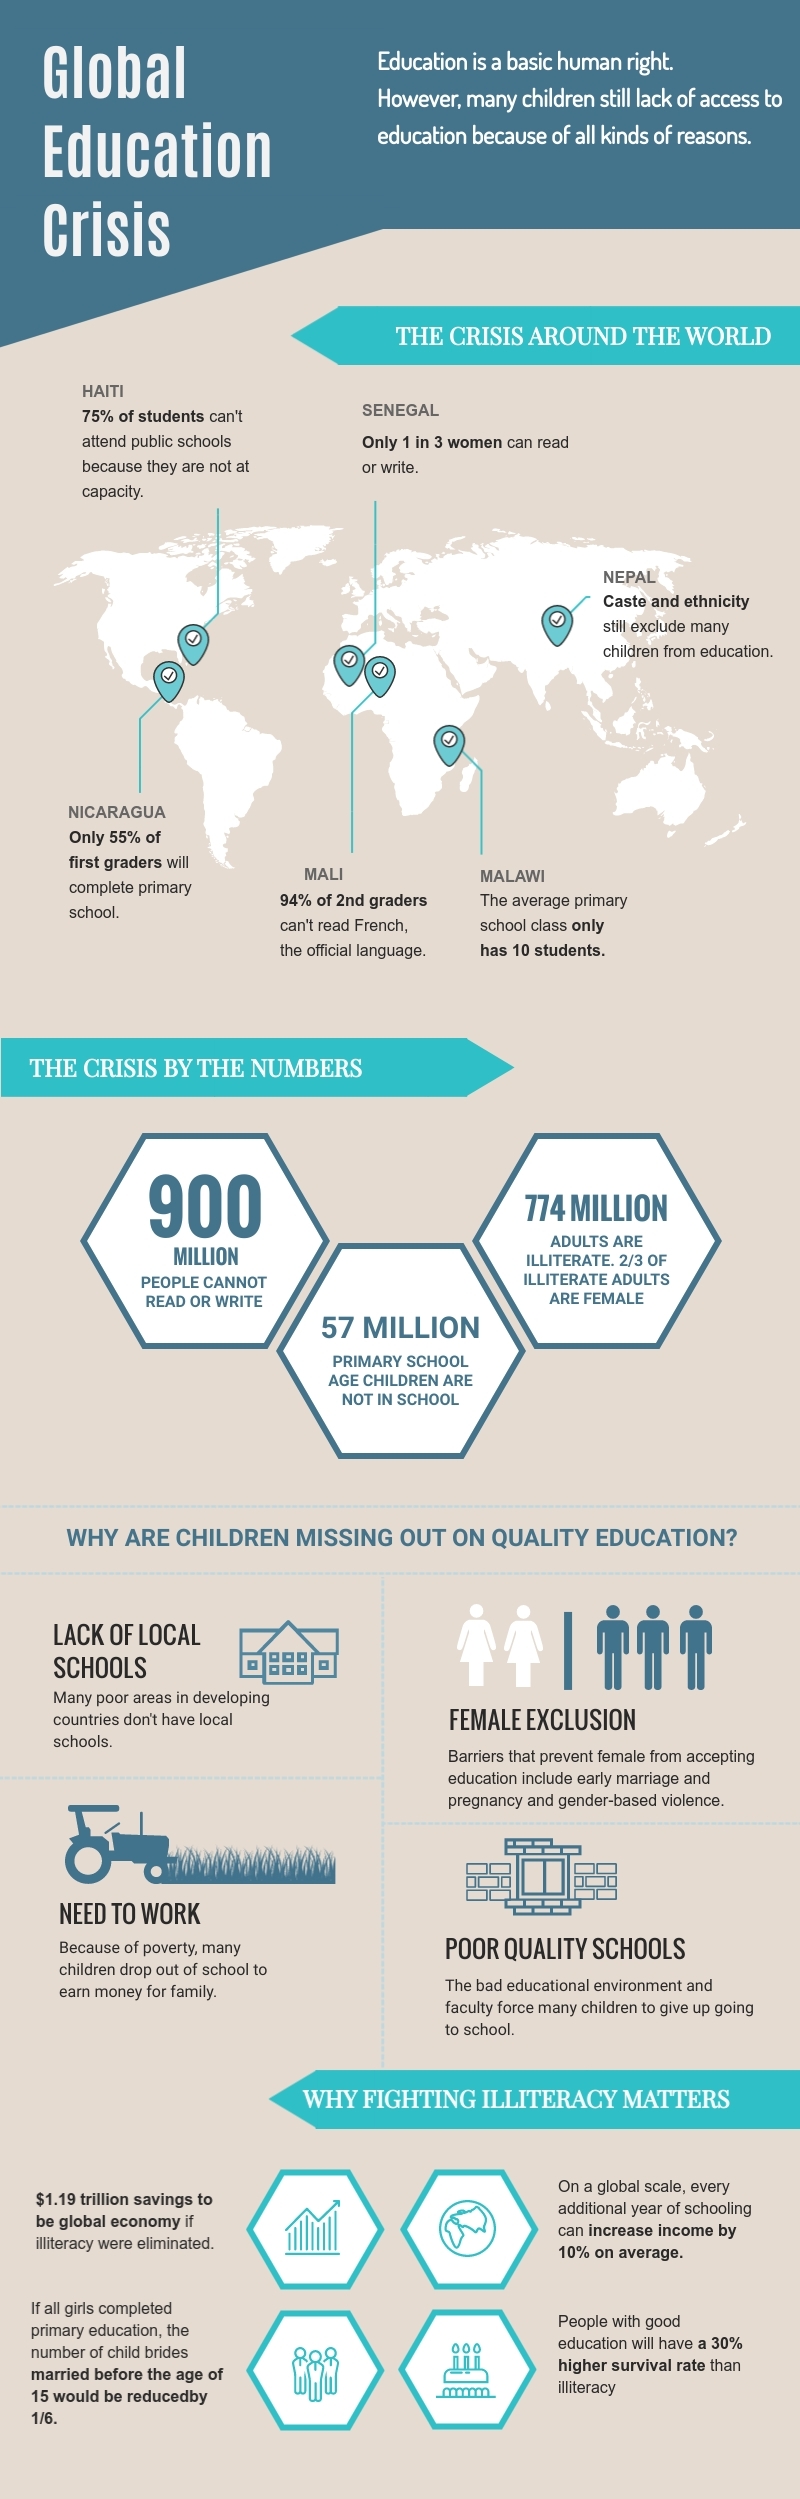 Global
Education
Crisis
Education is a basic human right.
However, many children still lack of access to
education because of all kinds of reasons.
THE CRISIS AROUND THE WORLD
HAITI
75% of students can't
attend public schools
because they are not at
capacity.
SENEGAL
Only 1 in 3 women can read
or write.
NEPAL
Caste and ethnicity
still exclude many
children from education.
NICARAGUA
Only 55% of
first graders will
complete primary
school.
MALI
94% of 2nd graders
can't read French,
the official language.
MALAWI
The average primary
school class only
has 10 students.
THE CRISIS BY THE NUMBERS
900
MILLION
PEOPLE CANNOT
READ OR WRITE
57 MILLION
PRIMARY SCHOOL
AGE CHILDREN ARE
NOT IN SCHOOL
774 MILLION
ADULTS ARE
ILLITERATE. 2/3 OF
ILLITERATE ADULTS
ARE FEMALE
WHY ARE CHILDREN MISSING OUT ON QUALITY EDUCATION?
LACK OF LOCAL
SCHOOLS
Many poor areas in developing
countries don't have local
schools.
FEMALE EXCLUSION
Barriers that prevent female from accepting
education include early marriage and
pregnancy and gender-based violence.
NEED TO WORK
Because of poverty, many
children drop out of school to
earn money for family.
POOR QUALITY SCHOOLS
The bad educational environment and
faculty force many children to give up going
to school.
WHY FIGHTING ILLITERACY MATTERS
$1.19 trillion savings to
be global economy if
illiteracy were eliminated.
On a global scale, every
additional year of schooling
can increase income by
10% on average.
If all girls completed
primary education, the
number of child brides
married before the age of
15 would be reducedby
1/6.
People with good
education will have a 30%
higher survival rate than
illiteracy